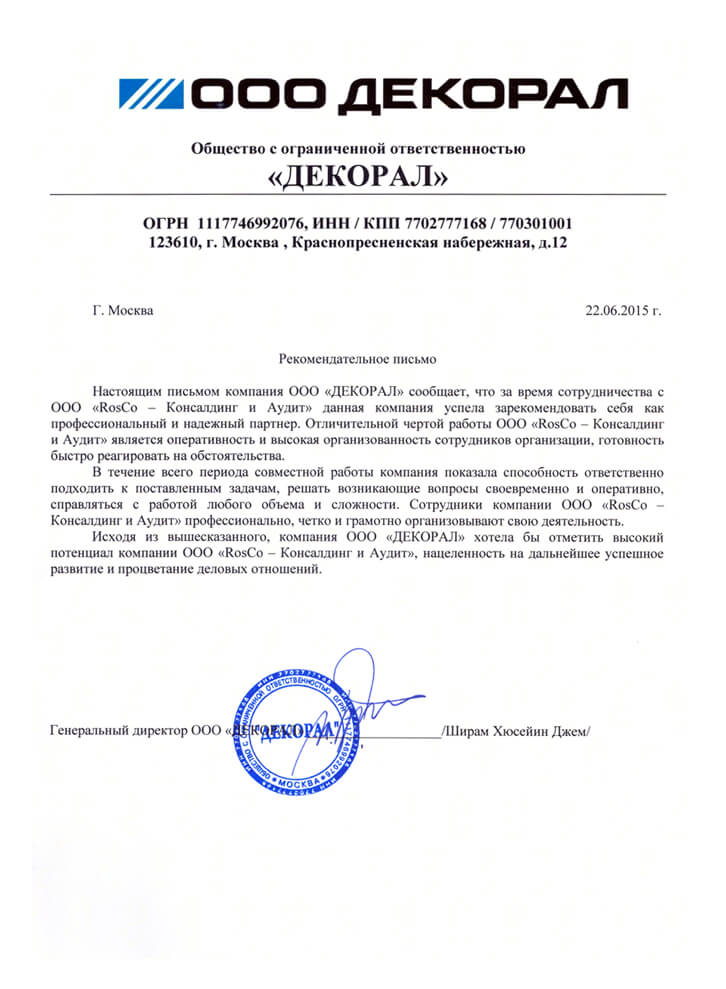 ООО ДЕКОРАЛ
Общество с ограниченной ответственностью
«ДЕКОРАЛ»
ОГРН 1117746992076, ИНН / КПП 7702777168 / 770301001
123610, г. Москва , Краснопресненская набережная, д.12
Г. Москва 22.06.2015 г.
Рекомендательное письмо
Настоящим письмом компания ООО «ДЕКОРАЛ» сообщает, что за время сотрудничества с
ООО «RosCo – Консалдинг и Аудит» данная компания успела зарекомендовать себя как
профессиональный и надежный партнер. Отличительной чертой работы ООО «RosCo – Консалдинг
и Аудит» является оперативность и высокая организованность сотрудников организации, готовность
быстро реагировать на обстоятельства.
В течение всего периода совместной работы компания показала способность ответственно
подходить к поставленным задачам, решать возникающие вопросы своевременно и оперативно,
справляться с работой любого объема и сложности. Сотрудники компании ООО «RosCo –
Консалдинг и Аудит» профессионально, четко и грамотно организовывают свою деятельность.
Исходя из вышесказанного, компания ООО «ДЕКОРАЛ» хотела бы отметить высокий
потенциал компании ООО «RosCo – Консалдинг и Аудит», нацеленность на дальнейшее успешное
развитие и процветание деловых отношений.
Генеральный директор ООО «ДЕКОРАЛ» /Ширам Хюсейин Джем/
ОБЩЕСТВО С ОГРАНИЧЕННОЙ ОТВЕТСТВЕННОСТЬЮ ОГРН 1117746992076
"ДЕКОРАЛ"
* МОСКВА *